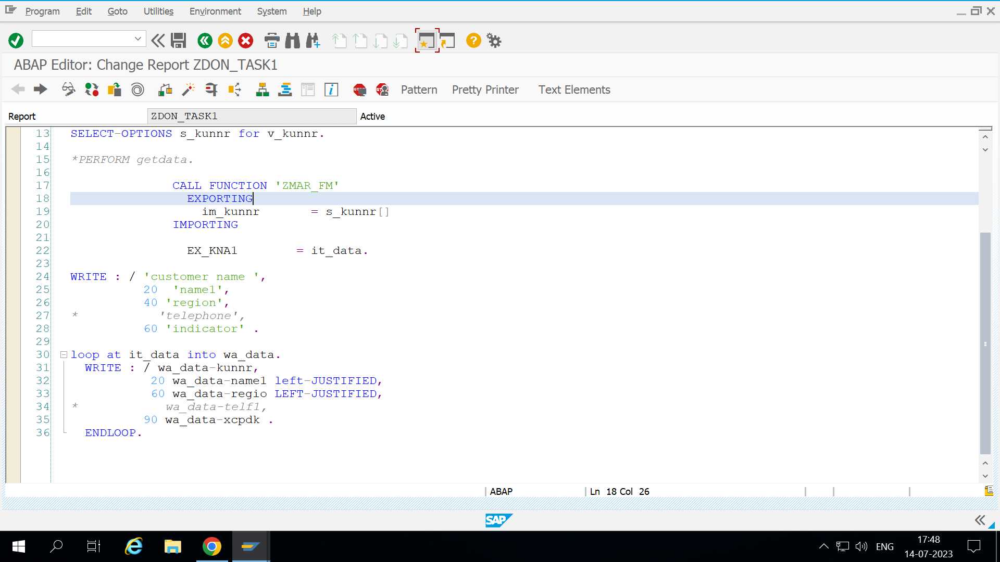 Program Edit Goto Utilities Environment System Help
ABAP Editor: Change Report ZDON_TASK1
Pattern Pretty Printer Text Elements
Report ZDON_TASK1 Active
13 SELECT-OPTIONS s_kunnr for v_kunnr.
14
15 *PERFORM getdata.
16
17 CALL FUNCTION 'ZMAR_FM'
18 EXPORTING
19 im_kunnr = s_kunnr[]
20 IMPORTING
21
22 EX_KNA1 = it_data.
23
24 WRITE : / 'customer name ',
25 20 'name1',
26 40 'region',
27 * 'telephone',
28 60 'indicator' .
29
30 loop at it_data into wa_data.
31 WRITE : / wa_data-kunnr,
32 20 wa_data-name1 left-JUSTIFIED,
33 60 wa_data-regio LEFT-JUSTIFIED,
34 * wa_data-telf1,
35 90 wa_data-xcpdk .
36 ENDLOOP.
ABAP Ln 18 Col 26
SAP
ENG 17:48
14-07-2023